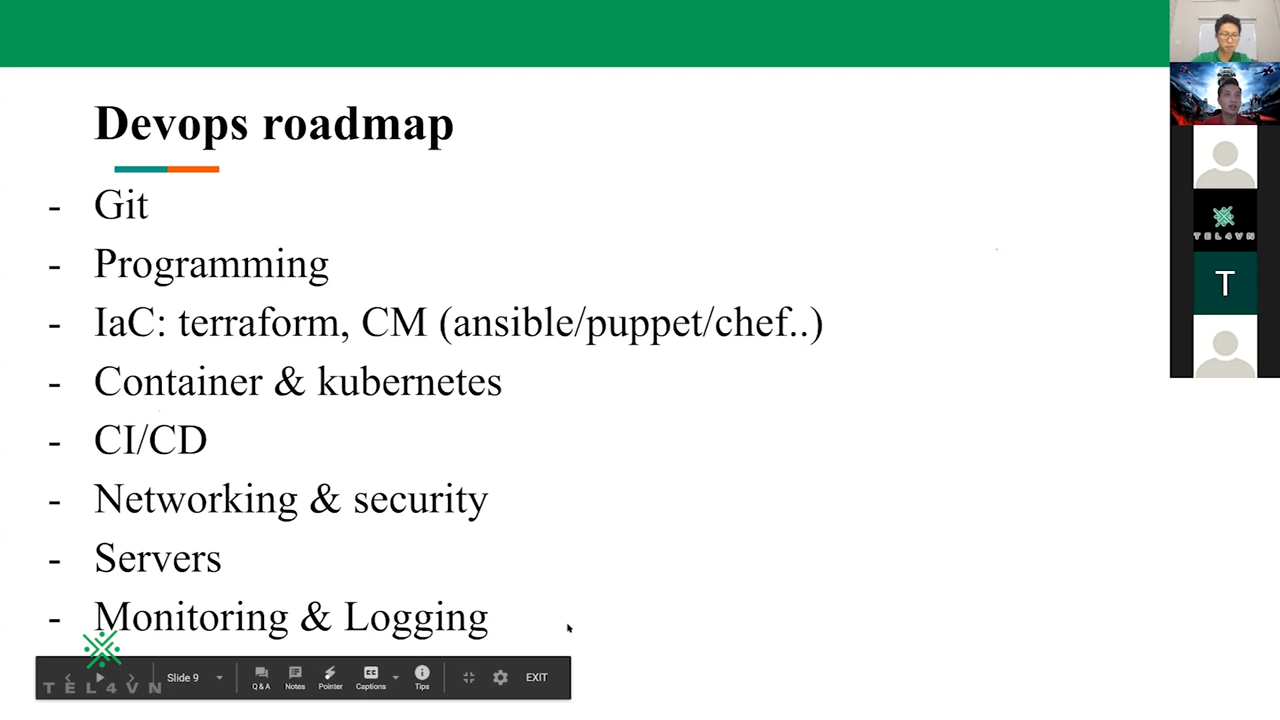 Devops roadmap
- Git
- Programming
- IaC: terraform, CM (ansible/puppet/chef..)
- Container & kubernetes
- CI/CD
- Networking & security
- Servers
- Monitoring & Logging
TEL4VN
Slide 9
Q & A
Notes
Pointer
Captions
Tips
EXIT
TEL4VN
T